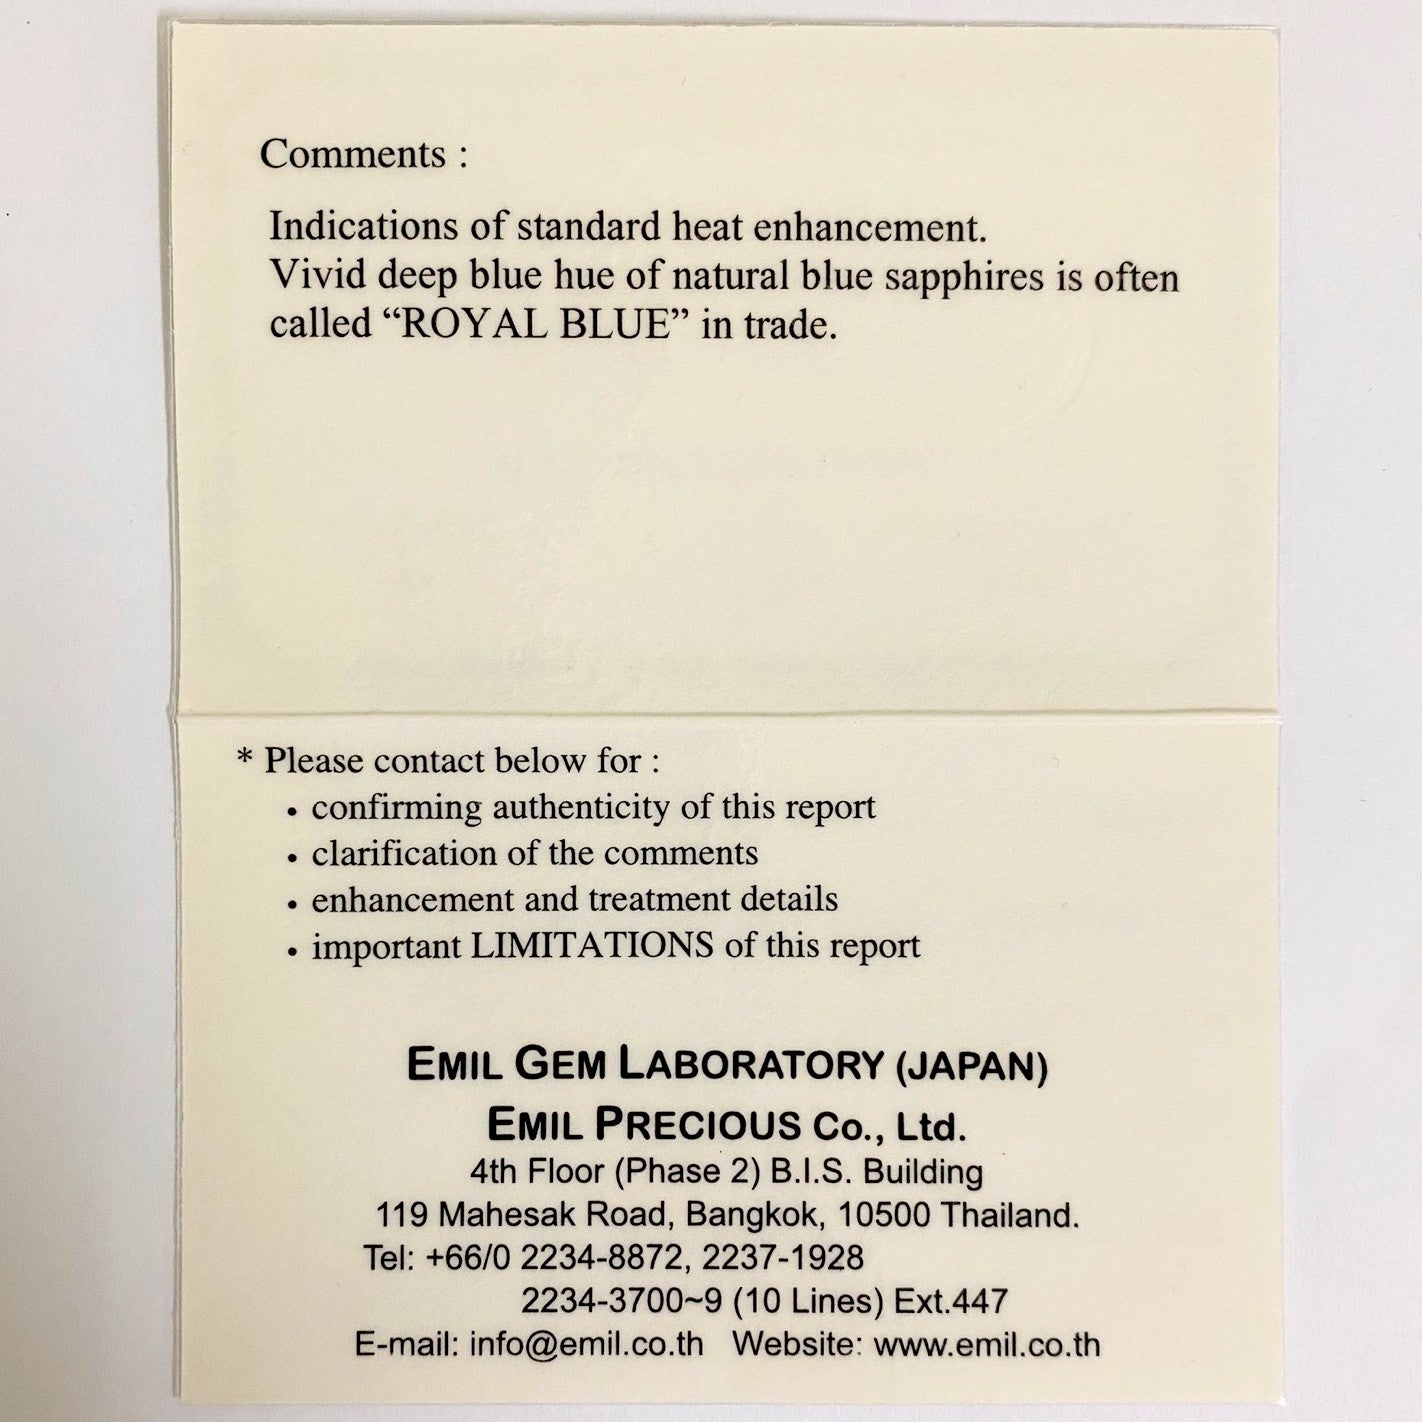 Comments :
Indications of standard heat enhancement.
Vivid deep blue hue of natural blue sapphires is often
called “ROYAL BLUE” in trade.
* Please contact below for :
• confirming authenticity of this report
• clarification of the comments
• enhancement and treatment details
• important LIMITATIONS of this report
EMIL GEM LABORATORY (JAPAN)
EMIL PRECIOUS Co., Ltd.
4th Floor (Phase 2) B.I.S. Building
119 Mahesak Road, Bangkok, 10500 Thailand.
Tel: +66/0 2234-8872, 2237-1928
2234-3700~9 (10 Lines) Ext.447
E-mail: info@emil.co.th Website: www.emil.co.th